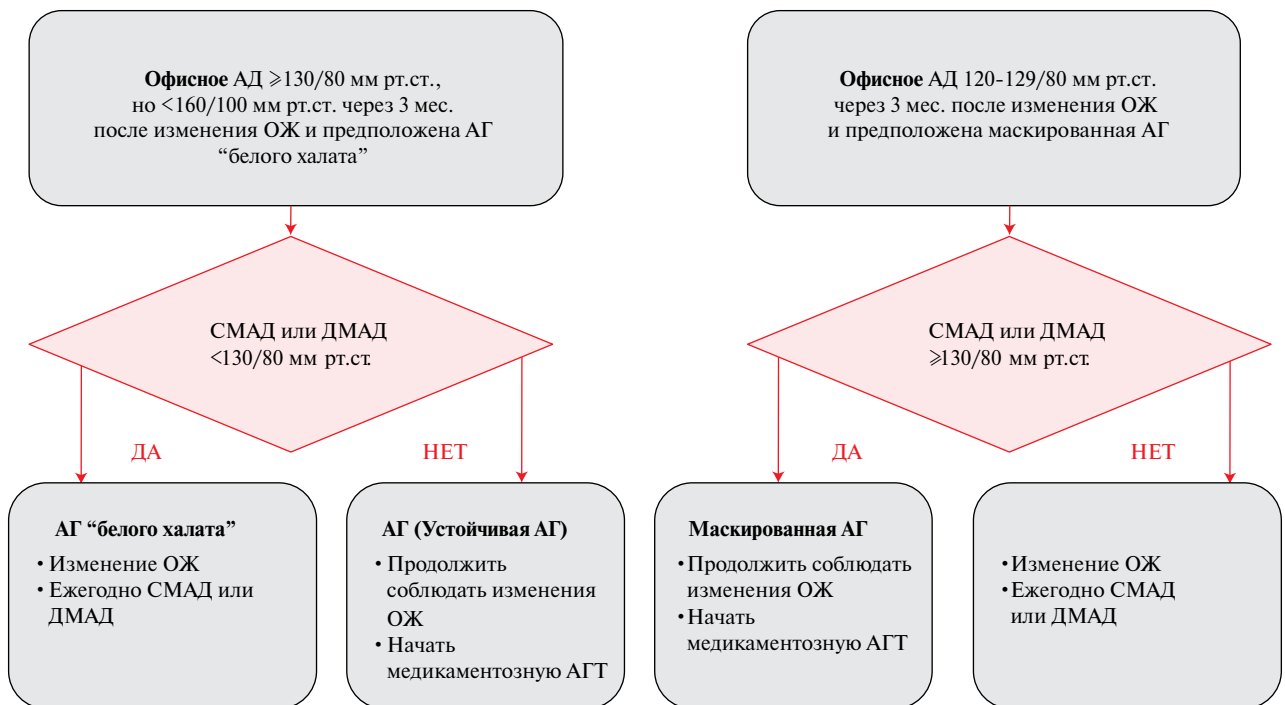 Офисное АД ⩾130/80 мм рт.ст.,
но <160/100 мм рт.ст. через 3 мес.
после изменения ОЖ и предположена АГ
“белого халата”
СМАД или ДМАД
<130/80 мм рт.ст.
ДА
НЕТ
АГ “белого халата”
• Изменение ОЖ
• Ежегодно СМАД или
ДМАД
АГ (Устойчивая АГ)
• Продолжить
соблюдать изменения
ОЖ
• Начать
медикаментозную АГТ
Офисное АД 120-129/80 мм рт.ст.
через 3 мес. после изменения ОЖ
и предположена маскированная АГ
СМАД или ДМАД
⩾130/80 мм рт.ст.
ДА
НЕТ
Маскированная АГ
• Продолжить соблюдать
изменения ОЖ
• Начать
медикаментозную АГТ
• Изменение ОЖ
• Ежегодно СМАД
или ДМАД